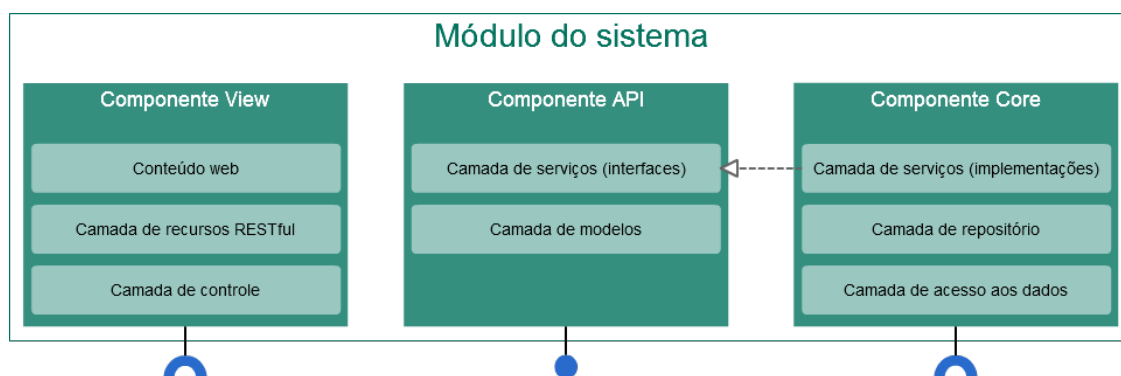 Módulo do sistema
Componente View
Conteúdo web
Camada de recursos RESTful
Camada de controle
Componente API
Camada de serviços (interfaces)
Camada de modelos
Componente Core
Camada de serviços (implementações)
Camada de repositório
Camada de acesso aos dados